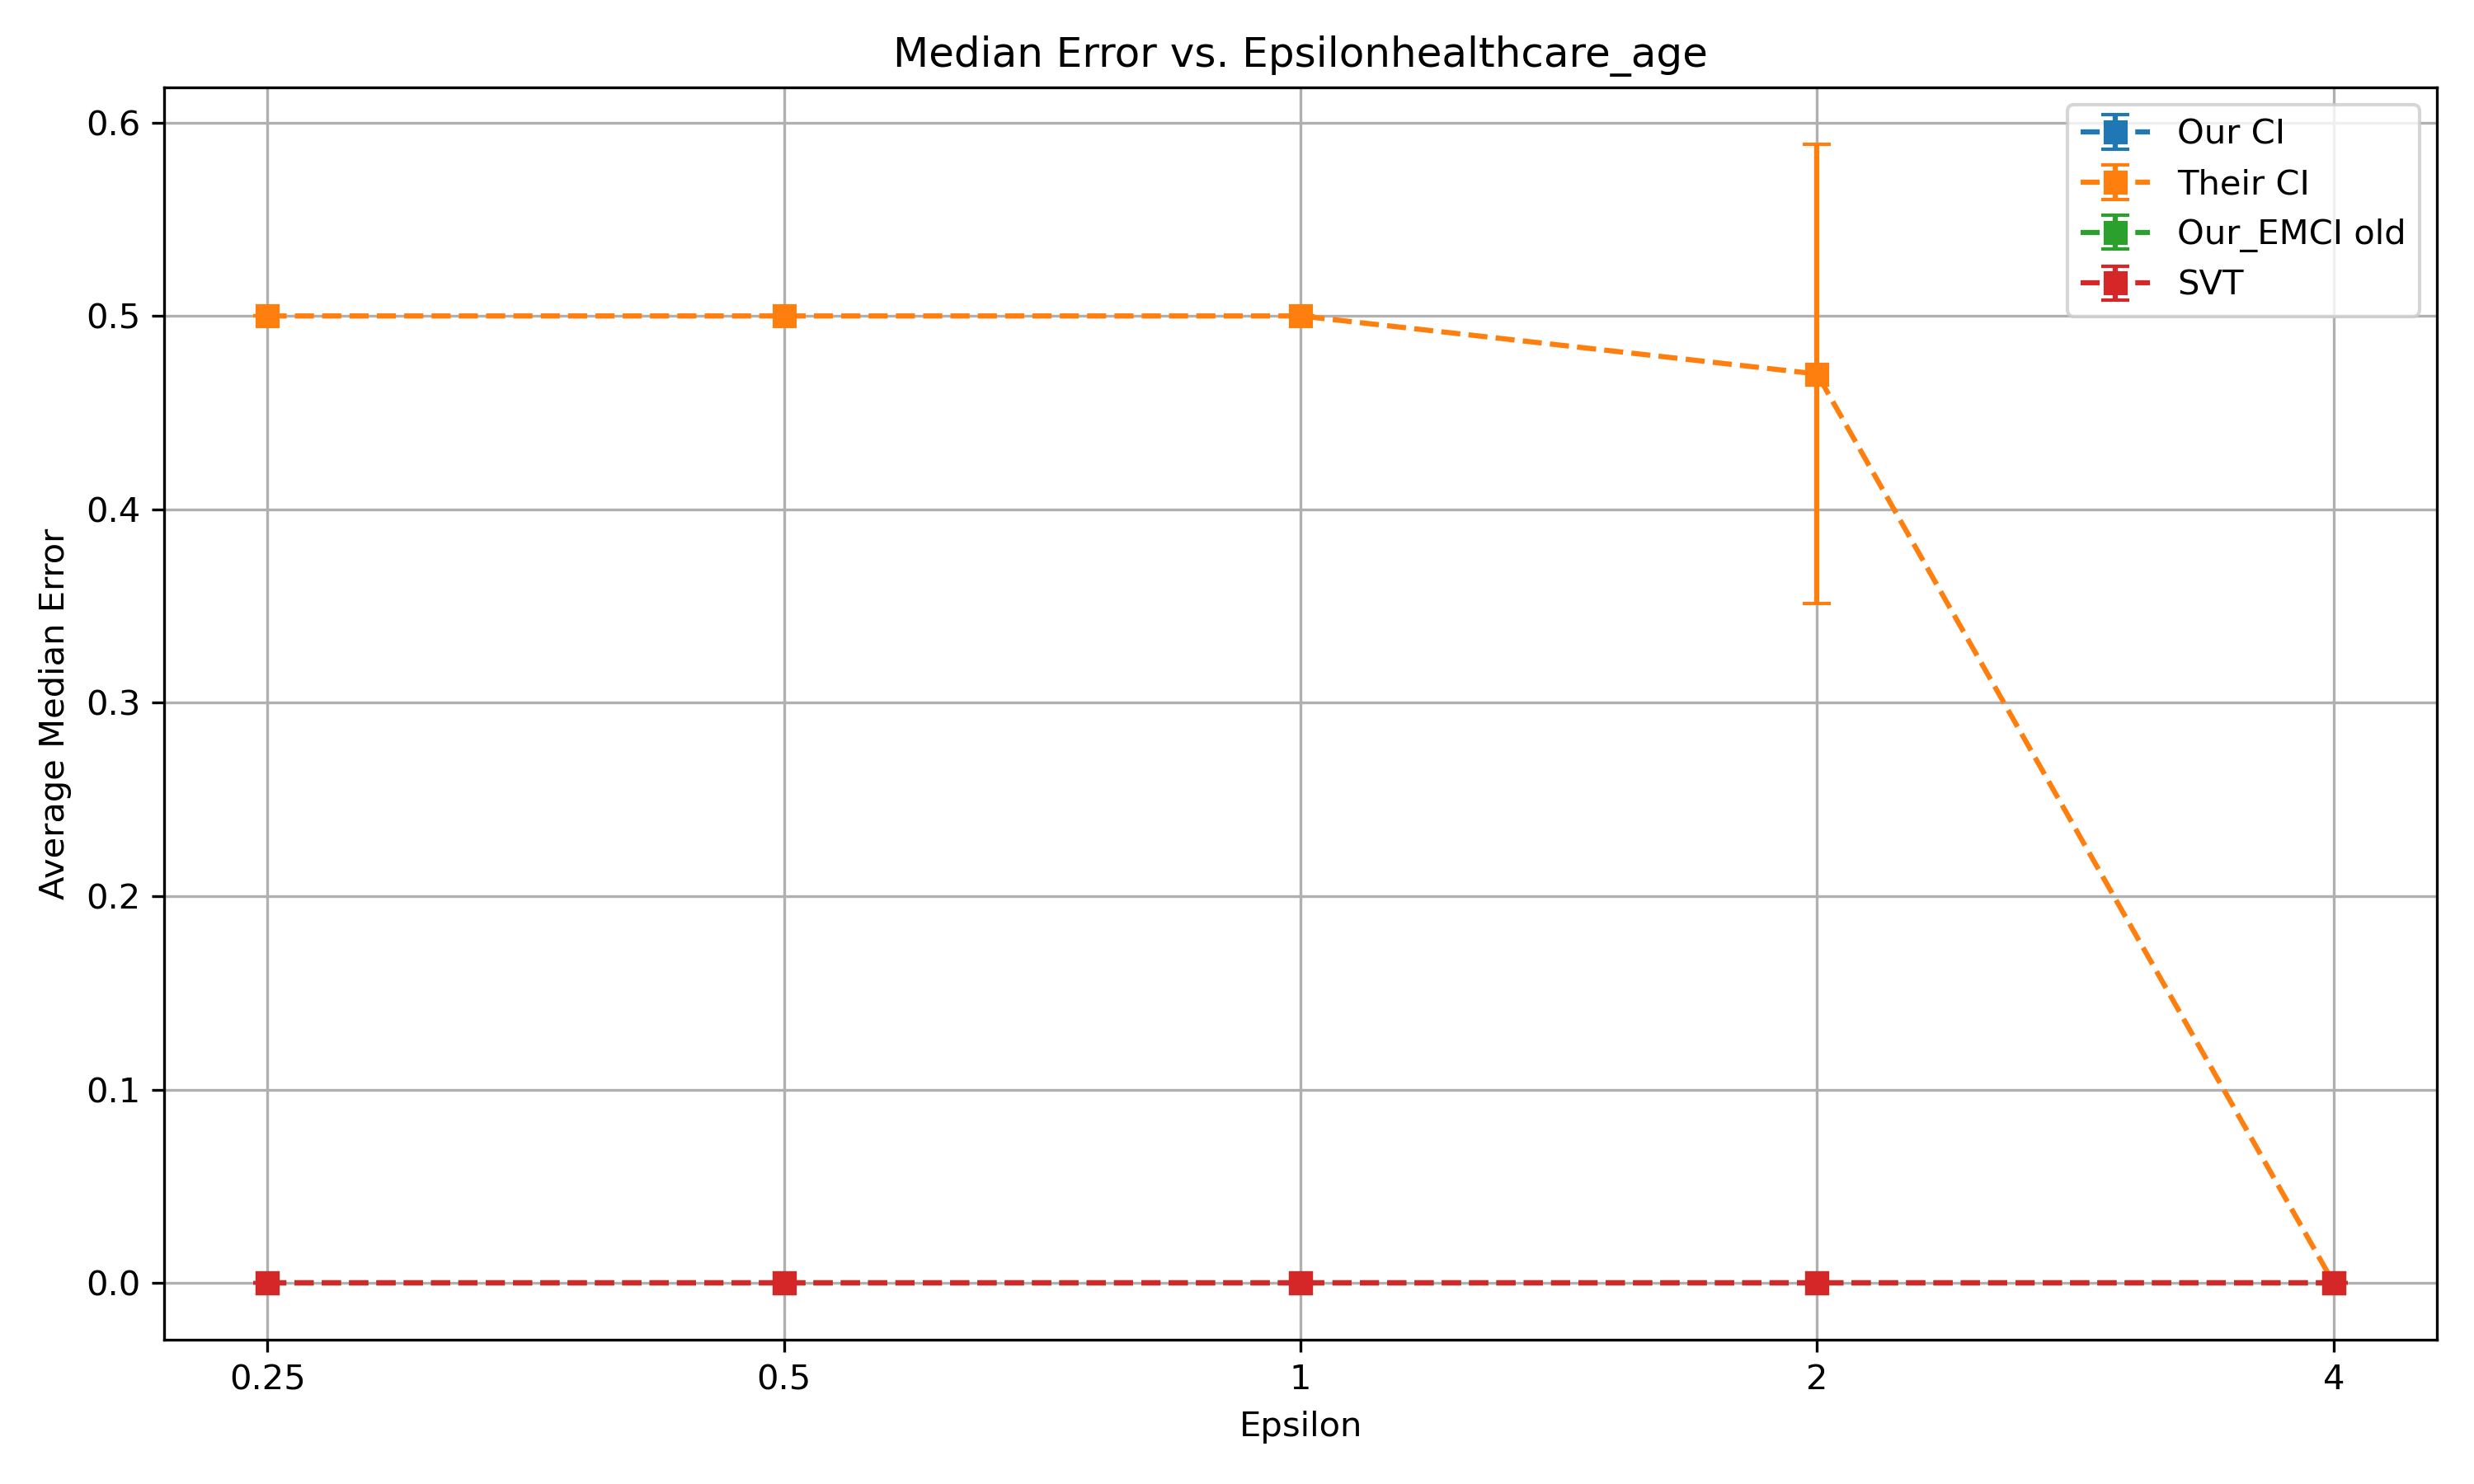 Median Error vs. Epsilonhealthcare_age
0.6
0.5
0.4
0.3
0.2
0.1
0.0
Average Median Error
Our CI
Their CI
Our_EMCI old
SVT
0.25 0.5 1 2 4
Epsilon